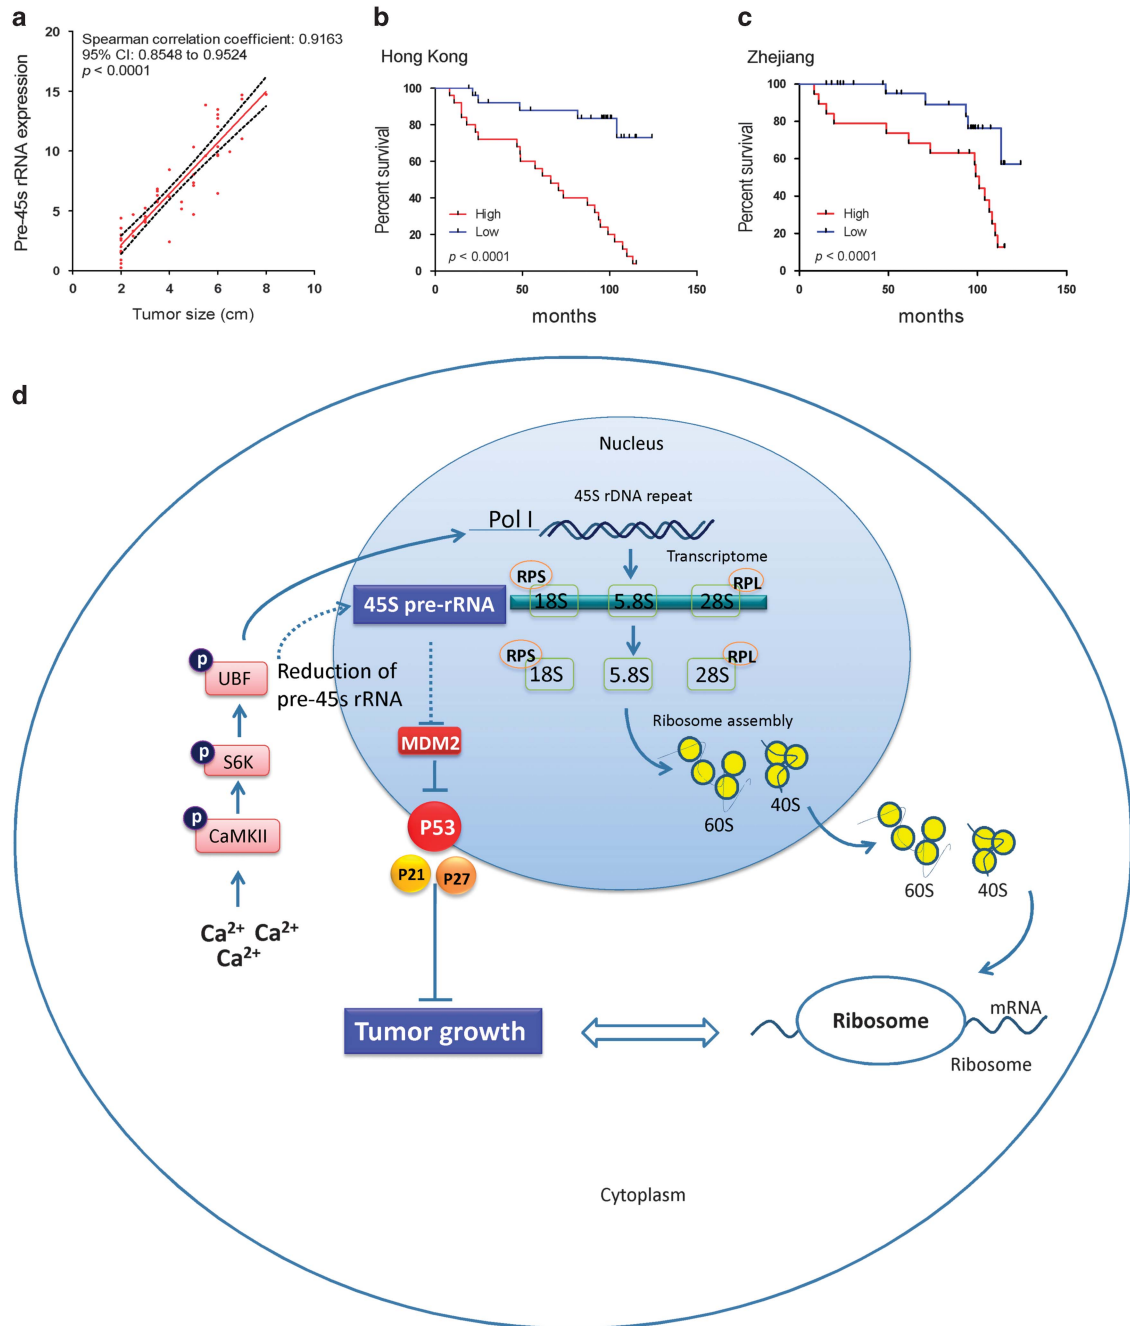 a
Spearman correlation coefficient: 0.9163
95% CI: 0.8548 to 0.9524
p < 0.0001
Pre-45s rRNA expression
20
15
10
5
0
0 2 4 6 8 10
Tumor size (cm)
b
Hong Kong
Percent survival
100
80
60
40
20
0
High
Low
p < 0.0001
0 50 100 150
months
c
Zhejiang
Percent survival
100
80
60
40
20
0
High
Low
p < 0.0001
0 50 100 150
months
d
Nucleus
45S rDNA repeat
Pol I
Transcriptome
RPS
RPL
45S pre-rRNA
18S 5.8S 28S
RPS
RPL
18S 5.8S 28S
p
UBF
Reduction of
pre-45s rRNA
Ribosome assembly
MDM2
p
S6K
40S
60S
p
CaMKII
P53
P21 P27
60S 40S
Ca2+ Ca2+
Ca2+
Tumor growth
Ribosome
mRNA
Ribosome
Cytoplasm